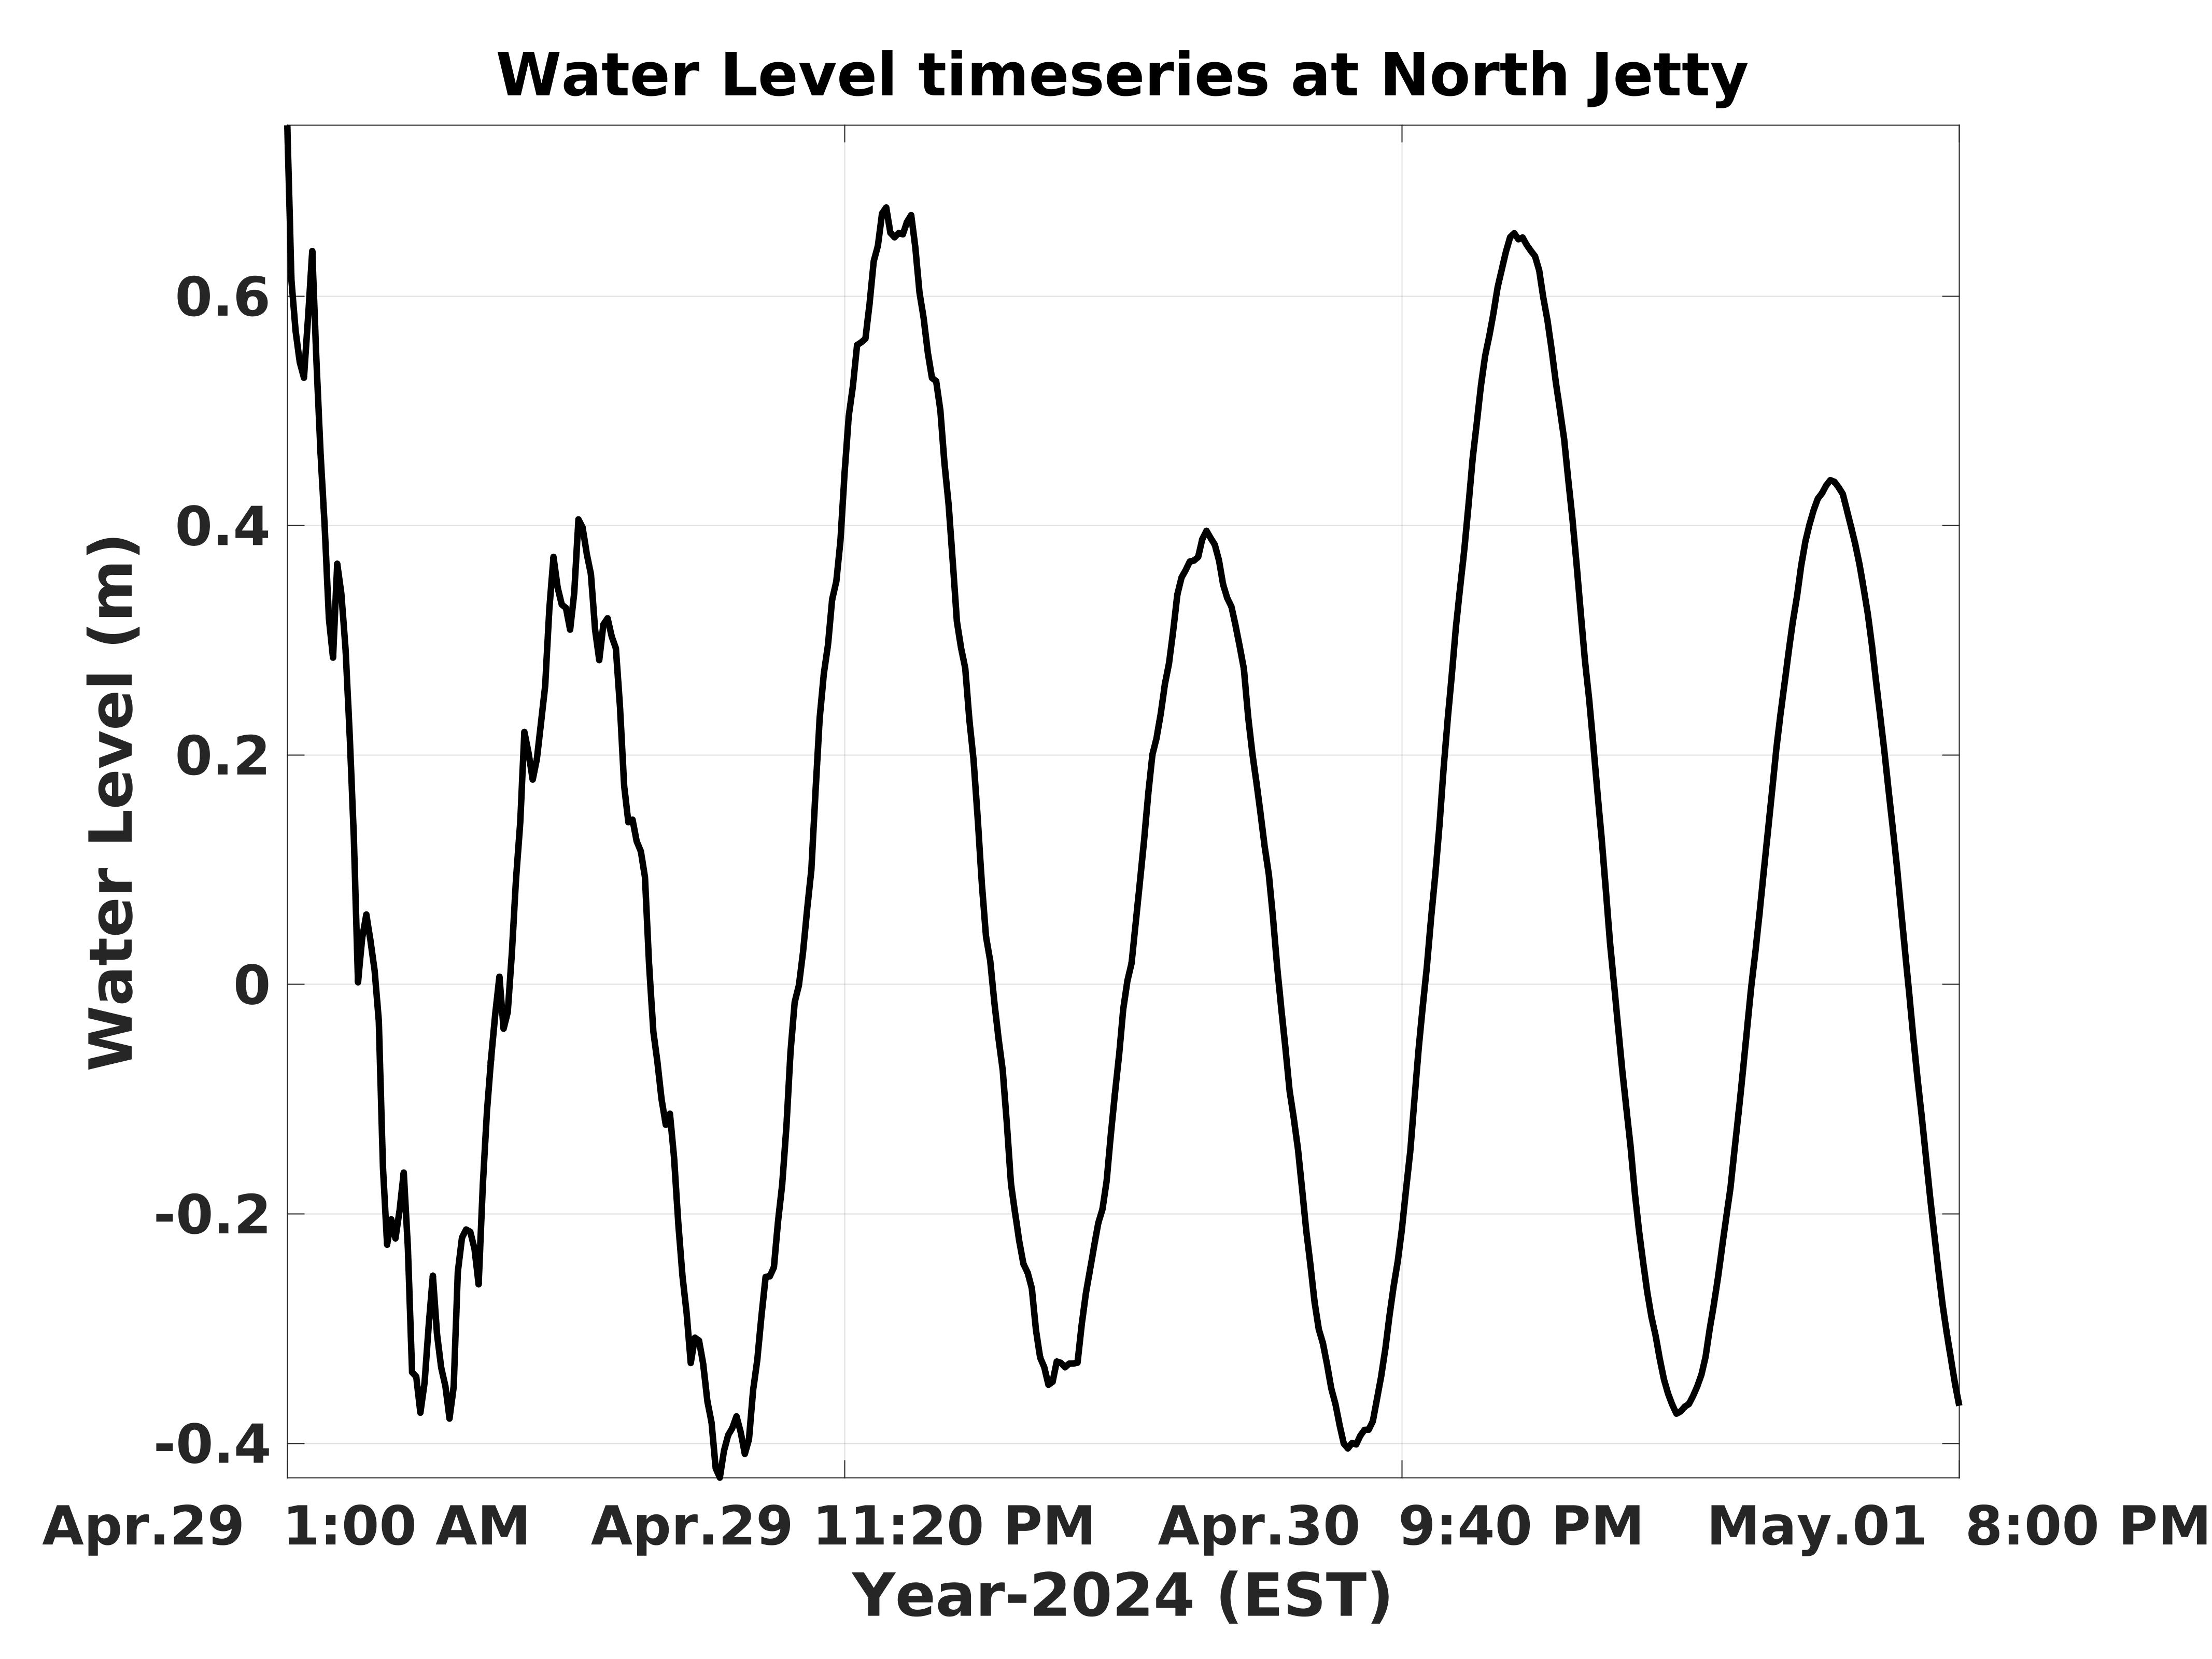 Water Level timeseries at North Jetty
Water Level (m)
0.6
0.4
0.2
0
-0.2
-0.4
Apr.29  1:00 AM
Apr.29 11:20 PM
Apr.30  9:40 PM
May.01  8:00 PM
Year-2024 (EST)